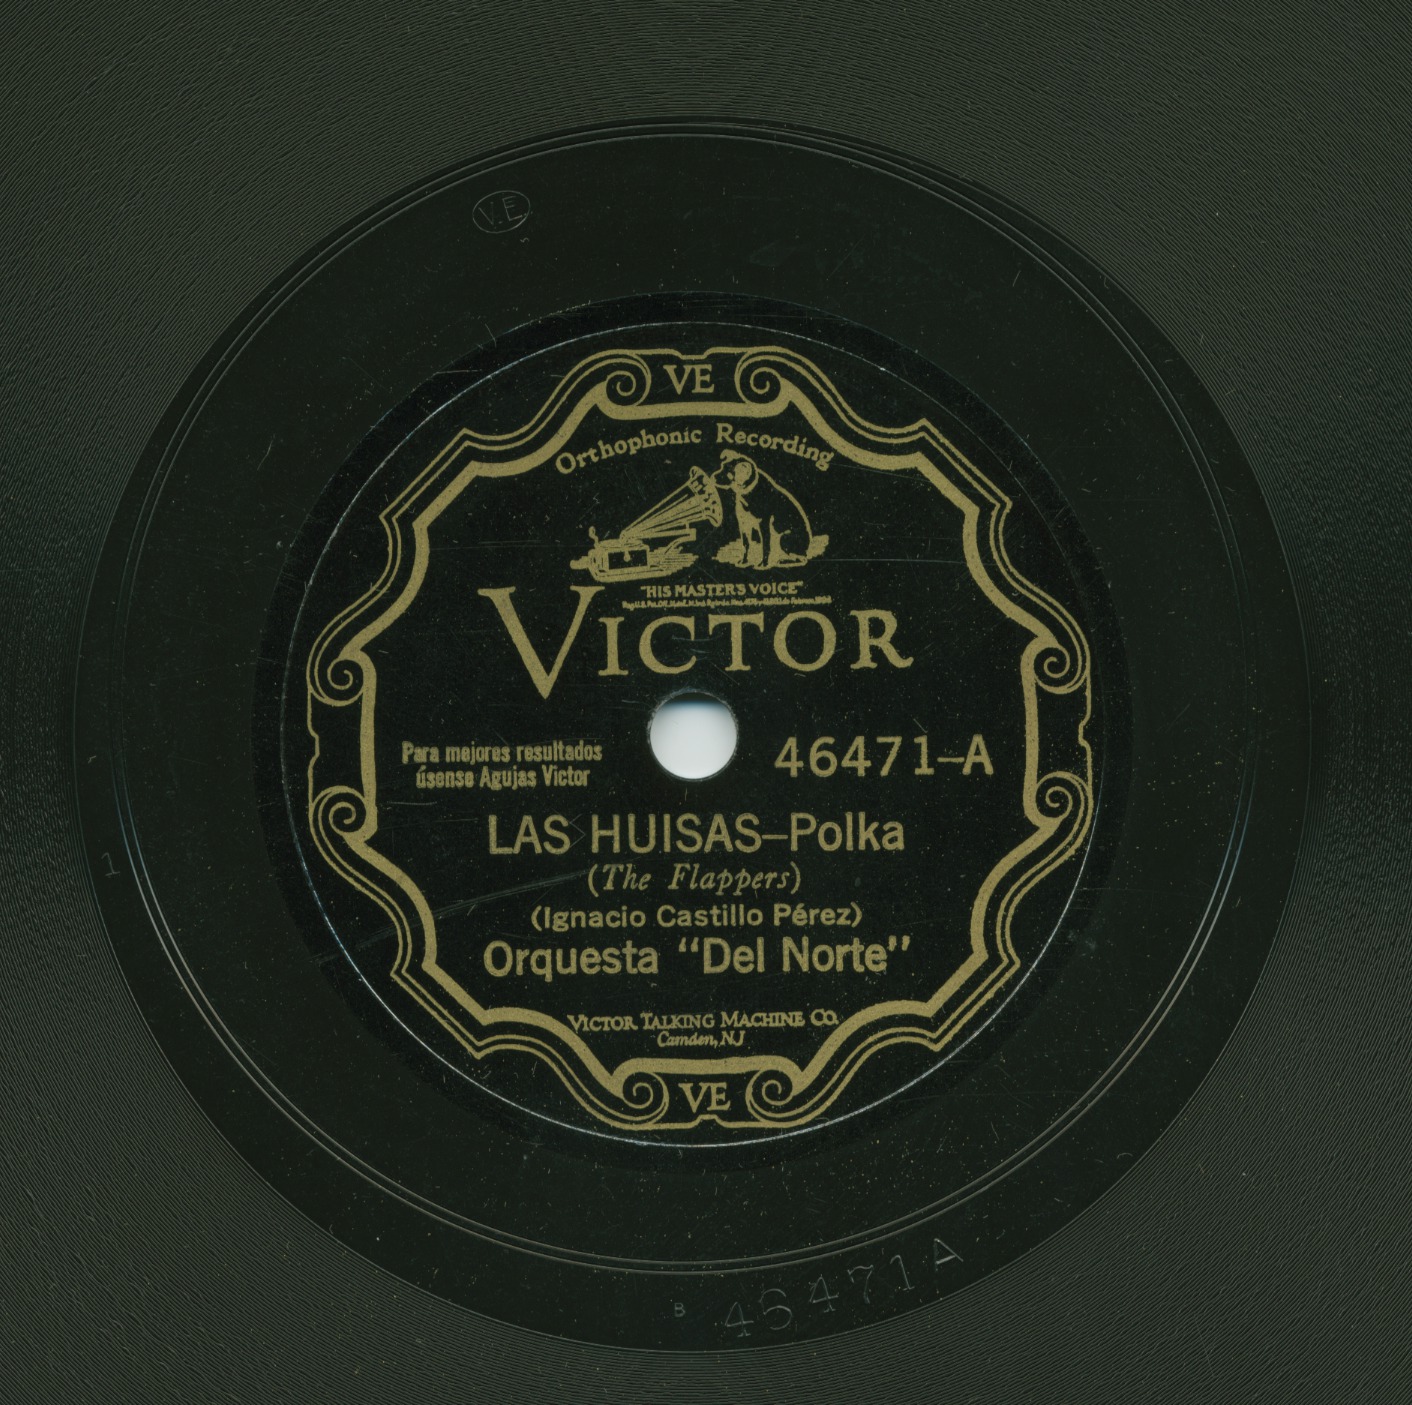 V.E.
VE
Orthophonic Recording
"HIS MASTER'S VOICE"
VICTOR
Para mejores resultados
úsense Agujas Victor
46471-A
LAS HUISAS-Polka
(The Flappers)
(Ignacio Castillo Pérez)
Orquesta "Del Norte"
VICTOR TALKING MACHINE CO.
Camden, NJ
VE
1
B 46471A